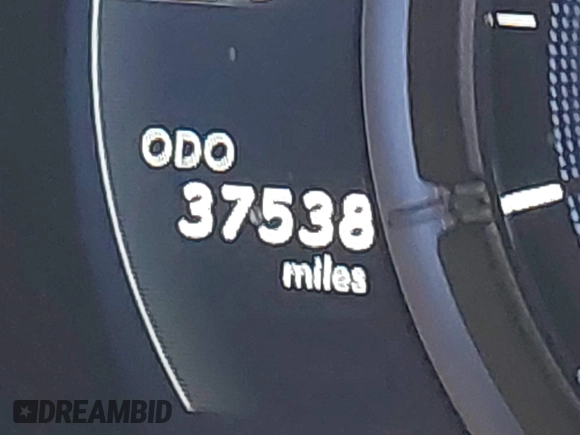 ODO
37538
miles
DREAMBID